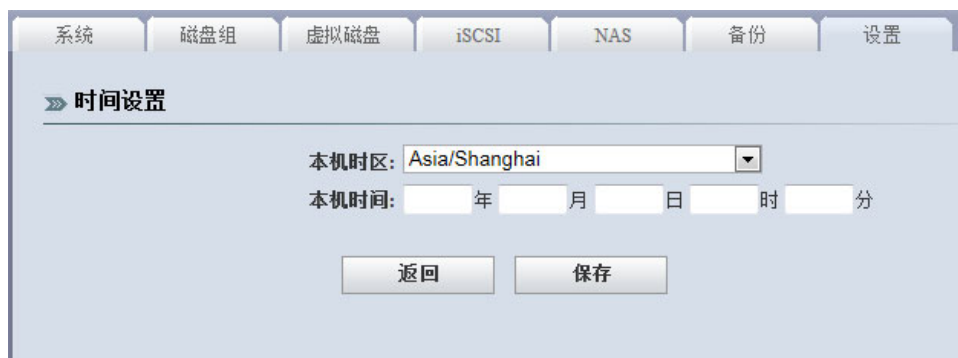 系统 磁盘组 虚拟磁盘 iSCSI NAS 备份 设置
时间设置
本机时区: Asia/Shanghai
本机时间: 年 月 日 时 分
返回 保存